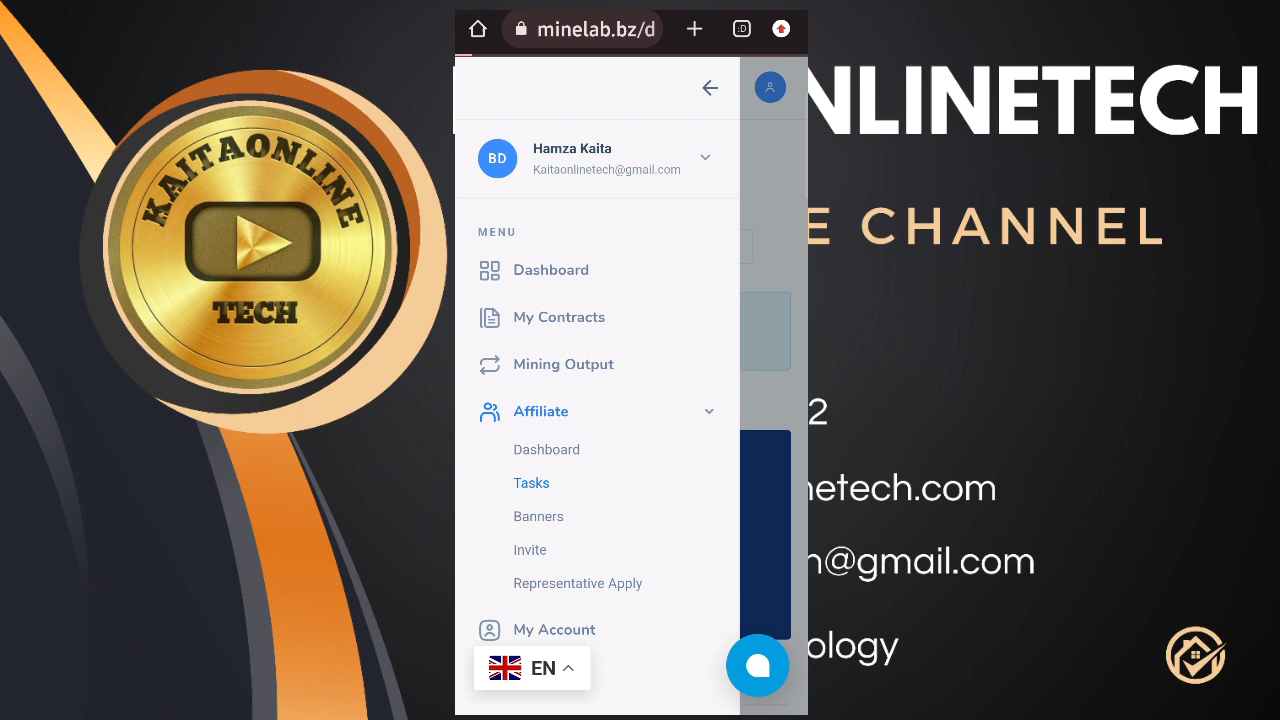 KAITAONLINE
TECH
minelab.bz/d
:D
NLINETECH
E CHANNEL
BD
Hamza Kaita
Kaitaonlinetech@gmail.com
MENU
Dashboard
My Contracts
Mining Output
Affiliate
Dashboard
Tasks
Banners
Invite
Representative Apply
My Account
EN
2
netech.com
n@gmail.com
ology